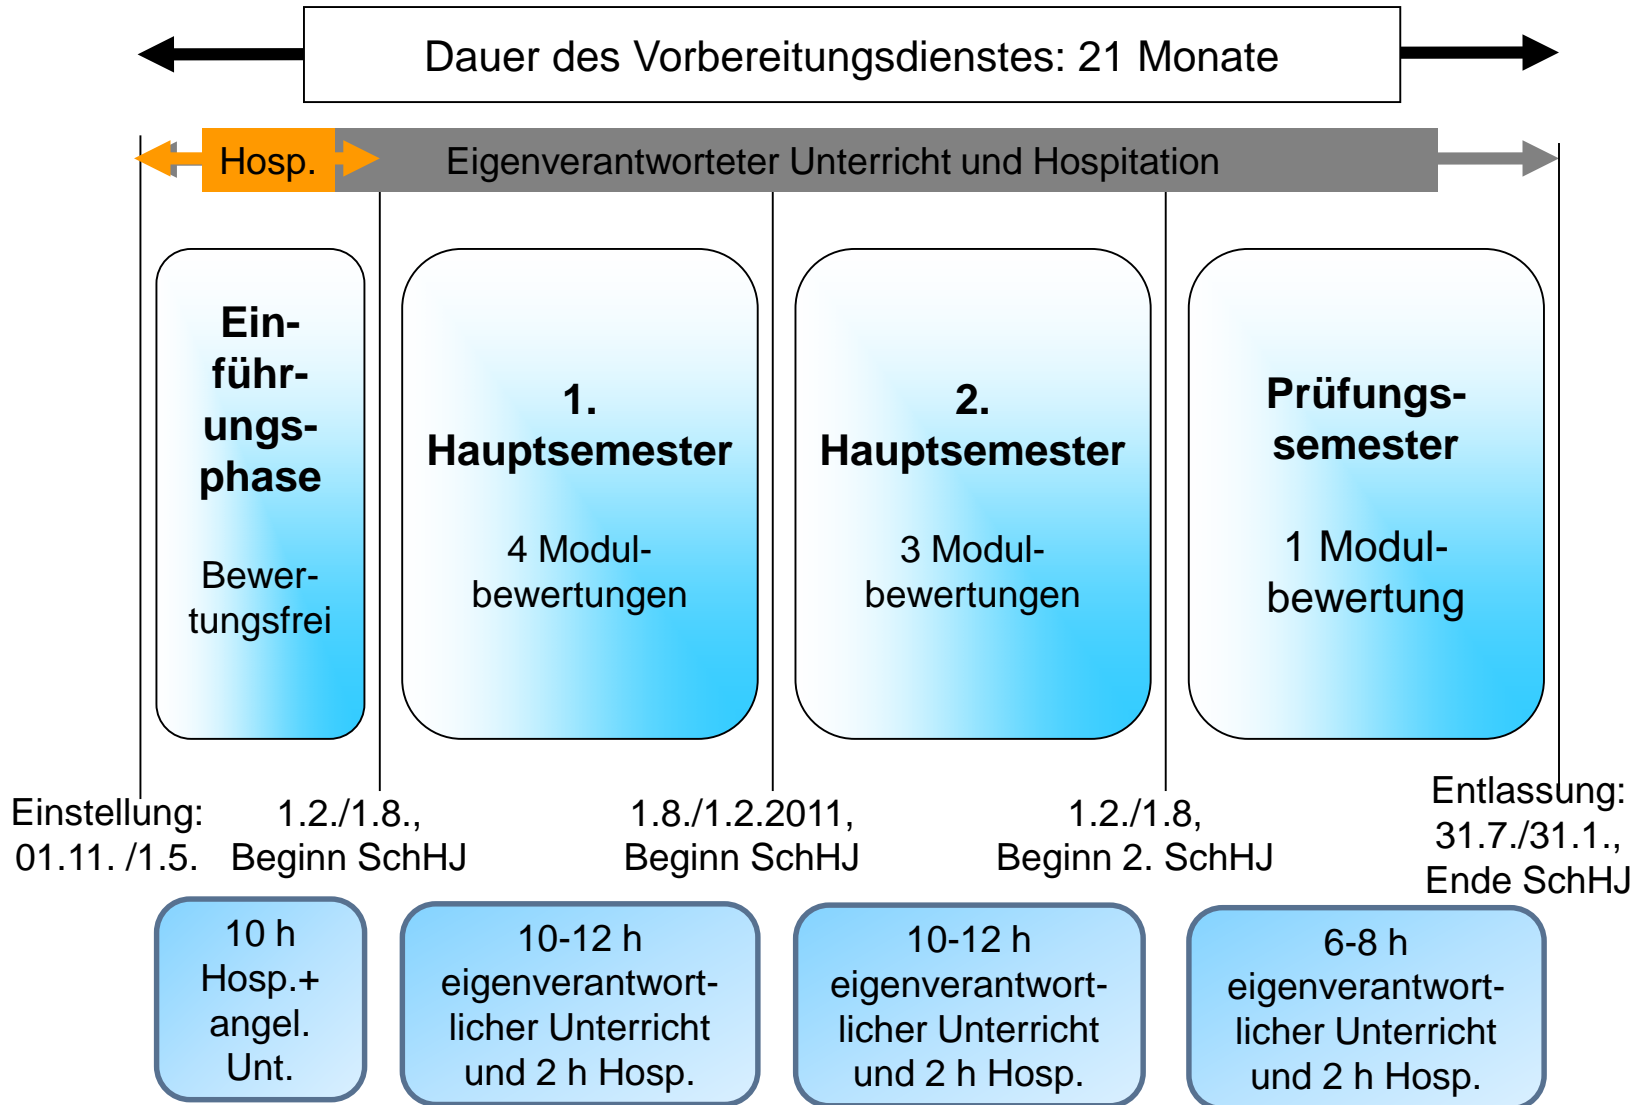 Dauer des Vorbereitungsdienstes: 21 Monate
Hosp.
Eigenverantworteter Unterricht und Hospitation
Ein-
führ-
ungs-
phase
Bewer-
tungsfrei
1.
Hauptsemester
4 Modul-
bewertungen
2.
Hauptsemester
3 Modul-
bewertungen
Prüfungs-
semester
1 Modul-
bewertung
Einstellung:
01.11. /1.5.
1.2./1.8.,
Beginn SchHJ
1.8./1.2.2011,
Beginn SchHJ
1.2./1.8,
Beginn 2. SchHJ
Entlassung:
31.7./31.1.,
Ende SchHJ
10 h
Hosp.+
angel.
Unt.
10-12 h
eigenverantwort-
licher Unterricht
und 2 h Hosp.
10-12 h
eigenverantwort-
licher Unterricht
und 2 h Hosp.
6-8 h
eigenverantwort-
licher Unterricht
und 2 h Hosp.